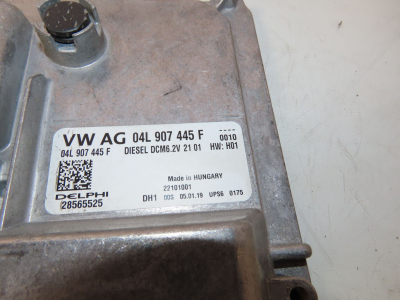 VW AG 04L 907 445 F ----
0010
04L 907 445 F DIESEL DCM6.2V 21 01 HW: H01
Made in HUNGARY
22101001
DELPHI DH1 000 05.01.19 UPS6 0175
28565525